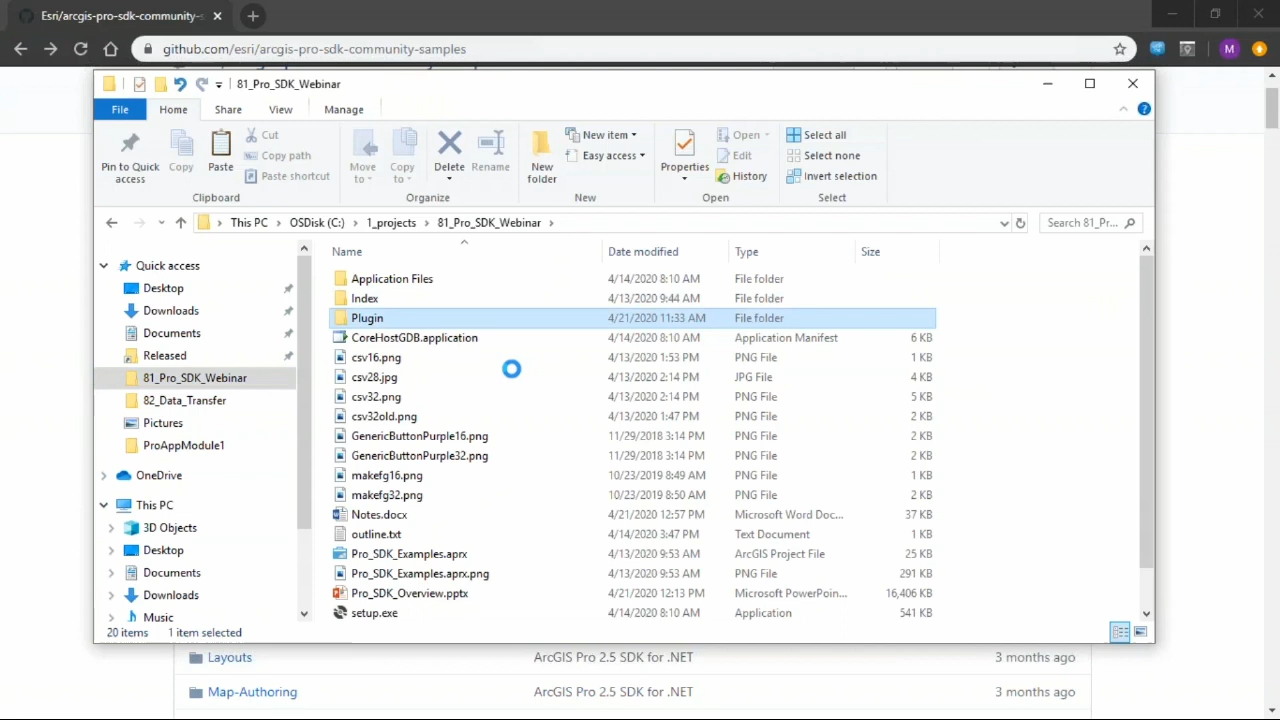 Esri/arcgis-pro-sdk-community-s
github.com/esri/arcgis-pro-sdk-community-samples
M
81_Pro_SDK_Webinar
File Home Share View Manage
Pin to Quick access
Copy
Paste
Cut
Copy path
Paste shortcut
Move to
Copy to
Delete
Rename
New folder
New item
Easy access
Properties
Open
Edit
History
Select all
Select none
Invert selection
Clipboard Organize New Open Select
This PC > OSDisk (C:) > 1_projects > 81_Pro_SDK_Webinar >
Search 81_Pr...
Name Date modified Type Size
Quick access
Desktop
Downloads
Documents
Released
81_Pro_SDK_Webinar
82_Data_Transfer
Pictures
ProAppModule1
OneDrive
This PC
3D Objects
Desktop
Documents
Downloads
Music
Application Files 4/14/2020 8:10 AM File folder
Index 4/13/2020 9:44 AM File folder
Plugin 4/21/2020 11:33 AM File folder
CoreHostGDB.application 4/14/2020 8:10 AM Application Manifest 6 KB
csv16.png 4/13/2020 1:53 PM PNG File 1 KB
csv28.jpg 4/13/2020 2:14 PM JPG File 4 KB
csv32.png 4/13/2020 2:14 PM PNG File 5 KB
csv32old.png 4/13/2020 1:47 PM PNG File 2 KB
GenericButtonPurple16.png 11/29/2018 3:14 PM PNG File 2 KB
GenericButtonPurple32.png 11/29/2018 3:14 PM PNG File 2 KB
makefg16.png 10/23/2019 8:49 AM PNG File 1 KB
makefg32.png 10/23/2019 8:50 AM PNG File 2 KB
Notes.docx 4/21/2020 12:57 PM Microsoft Word Doc... 37 KB
outline.txt 4/14/2020 3:47 PM Text Document 1 KB
Pro_SDK_Examples.aprx 4/13/2020 9:53 AM ArcGIS Project File 25 KB
Pro_SDK_Examples.aprx.png 4/13/2020 9:53 AM PNG File 291 KB
Pro_SDK_Overview.pptx 4/21/2020 12:13 PM Microsoft PowerPoin... 16,406 KB
setup.exe 4/14/2020 8:10 AM Application 541 KB
20 items 1 item selected
Layouts ArcGIS Pro 2.5 SDK for .NET 3 months ago
Map-Authoring ArcGIS Pro 2.5 SDK for .NET 3 months ago